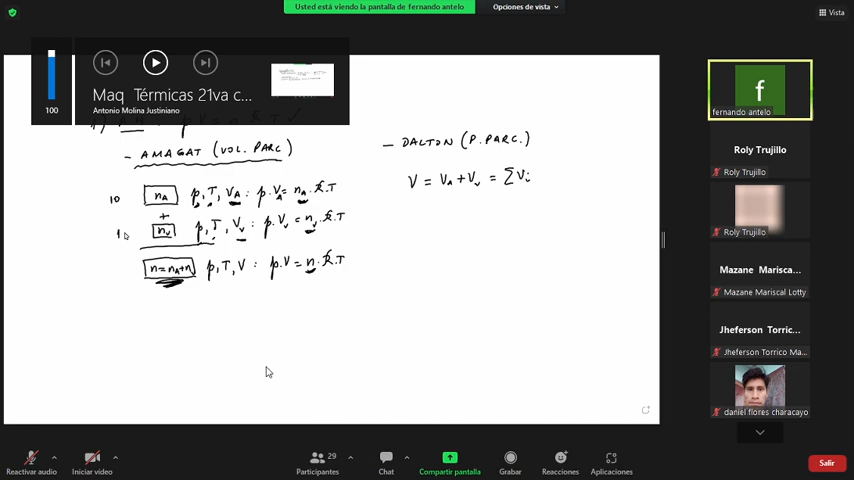 Usted está viendo la pantalla de fernando antelo
Opciones de vista
Vista
100
Maq Térmicas 21va c...
Antonio Molina Justiniano
p V = n R T ✓
- AMAGAT (VOL. PARC)
10 nA p, T, VA : p.VA = nA.R.T
+
1 nv p, T, Vv : p.Vv = nv.R.T
n=nA+nv p, T, V : p.V = n.R.T
- DALTON (P. PARC.)
V = VA + Vv = ∑Vi
fernando antelo
Roly Trujillo
Roly Trujillo
Roly Trujillo
Mazane Marisca...
Mazane Mariscal Lotty
Jheferson Torric...
Jheferson Torrico Ma...
daniel flores characayo
Reactivar audio
Iniciar video
29
Participantes
Chat
Compartir pantalla
Grabar
Reacciones
Aplicaciones
Salir